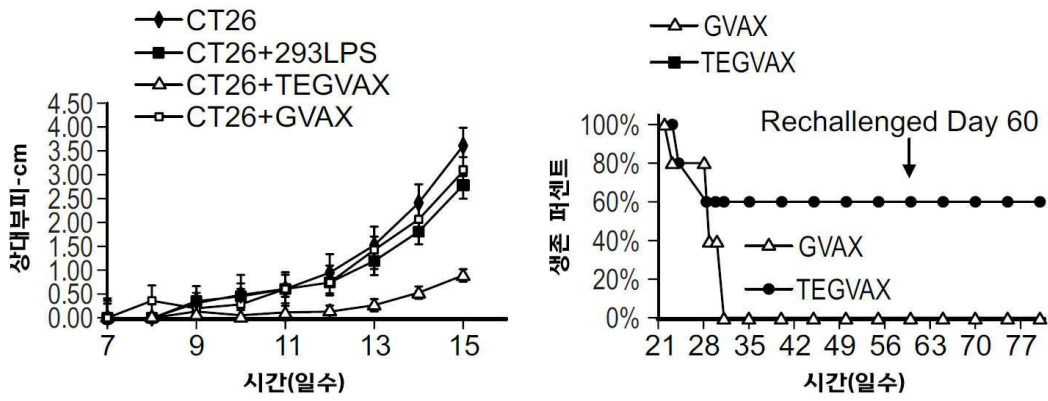 CT26
CT26+293LPS
CT26+TEGVAX
CT26+GVAX
4.50
4.00
3.50
3.00
2.50
2.00
1.50
1.00
0.50
0.00
상대부피-cm
7 9 11 13 15
시간(일수)
GVAX
TEGVAX
100%
80%
60%
40%
20%
0%
생존 퍼센트
Rechallenged Day 60
GVAX
TEGVAX
21 28 35 42 49 56 63 70 77
시간(일수)